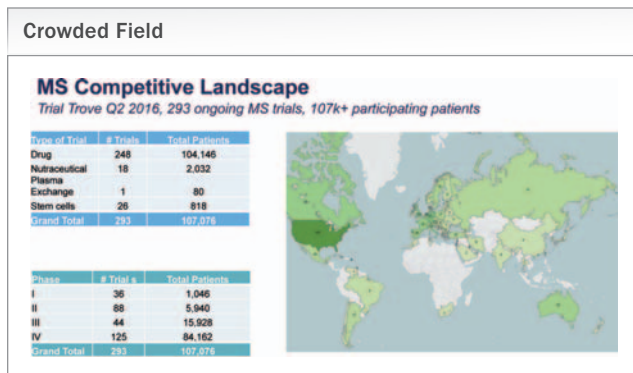 Crowded Field
MS Competitive Landscape
Trial Trove Q2 2016, 293 ongoing MS trials, 107k+ participating patients
Type of Trial # Trials Total Patients
Drug 248 104,146
Nutraceutical 18 2,032
Plasma
Exchange 1 80
Stem cells 26 818
Grand Total 293 107,076
Phase # Trial s Total Patients
I 36 1,046
II 88 5,940
III 44 15,928
IV 125 84,162
Grand Total 293 107,076